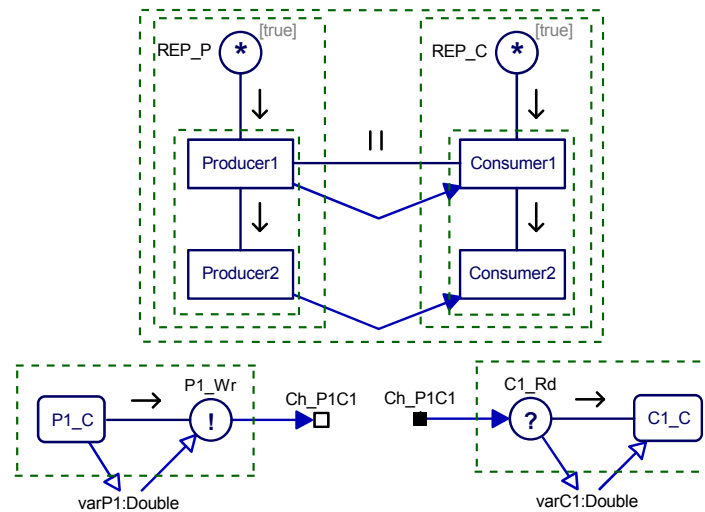 [true] [true]
REP_P * REP_C *
||
Producer1 Consumer1
Producer2 Consumer2
P1_Wr C1_Rd
Ch_P1C1 Ch_P1C1
P1_C ! ? C1_C
varP1:Double varC1:Double